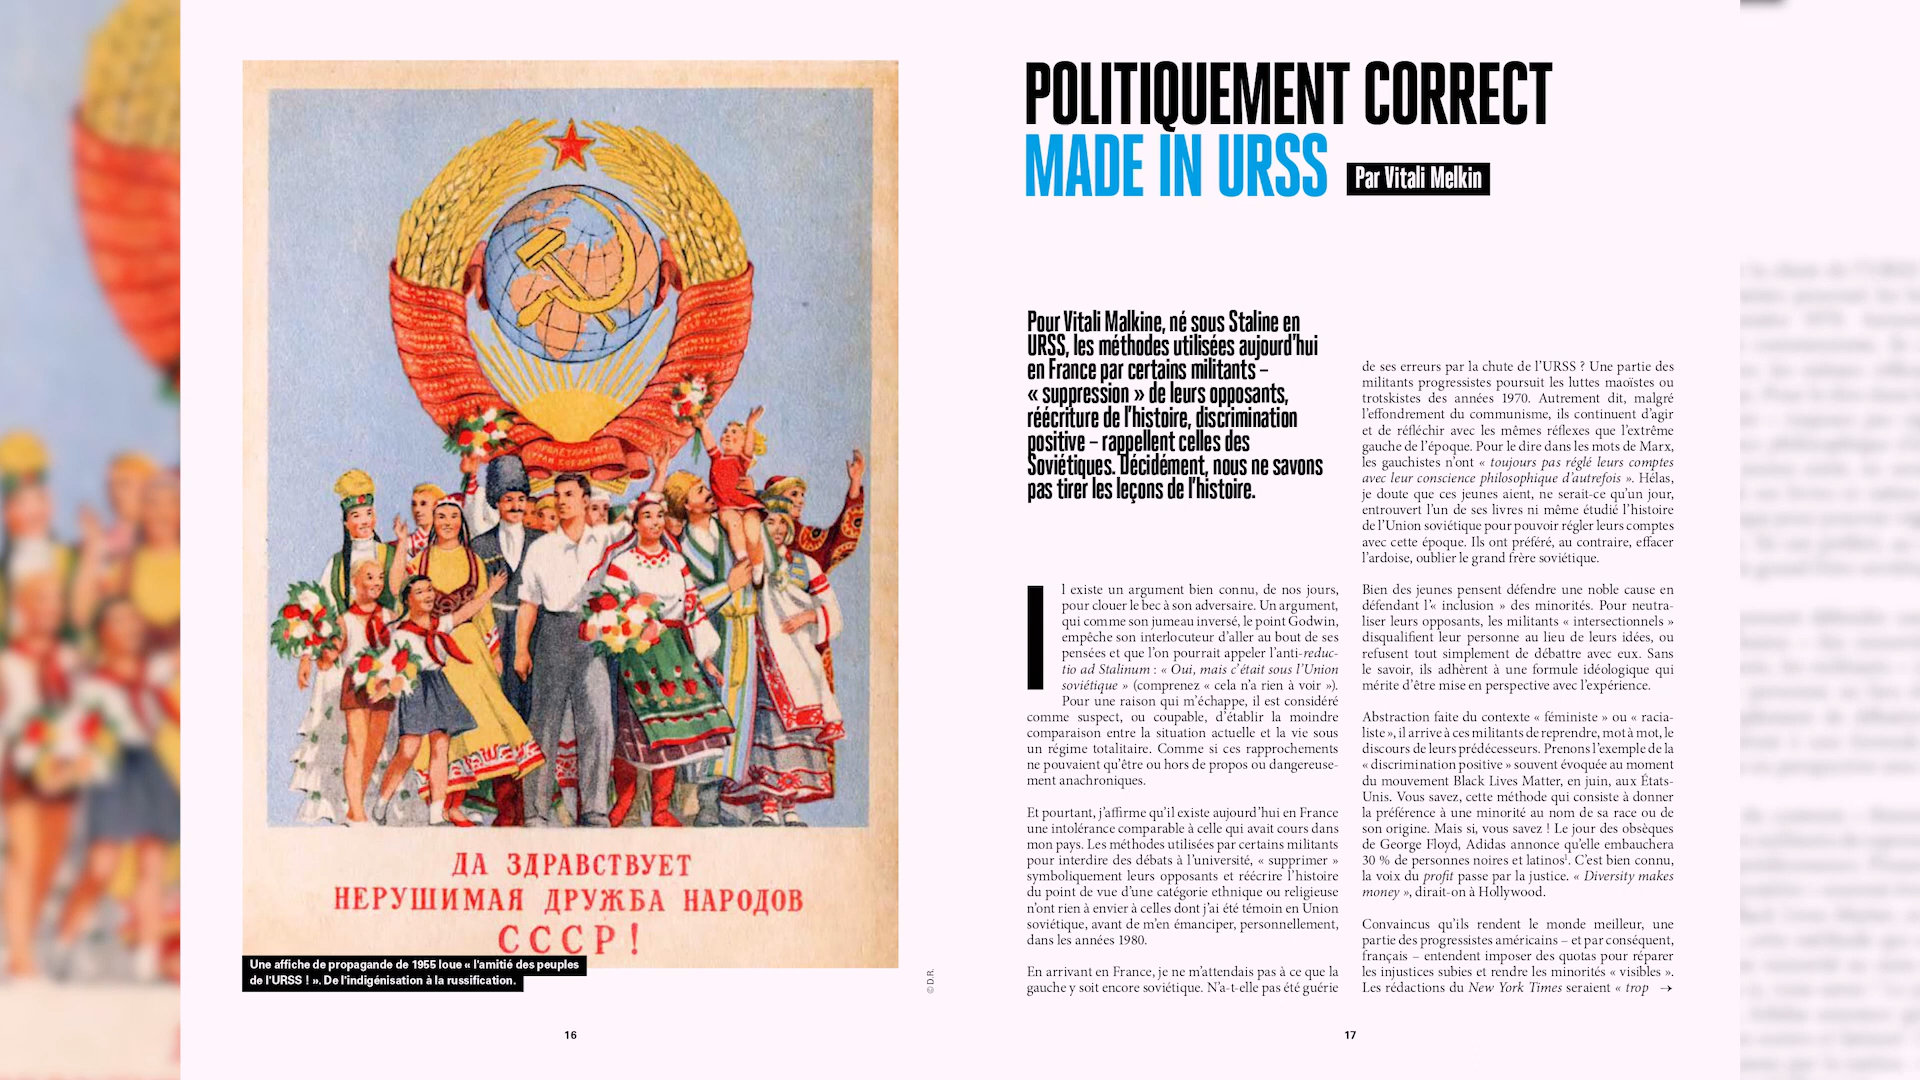 ДА ЗДРАВСТВУЕТ
НЕРУШИМАЯ ДРУЖБА НАРОДОВ
СССР!
Une affiche de propagande de 1955 loue « l'amitié des peuples
de l'URSS ! ». De l'indigénisation à la russification.
© D.R.
16
POLITIQUEMENT CORRECT
MADE IN URSS
Par Vitali Melkin
Pour Vitali Malkine, né sous Staline en
URSS, les méthodes utilisées aujourd'hui
en France par certains militants –
« suppression » de leurs opposants,
réécriture de l'histoire, discrimination
positive – rappellent celles des
Soviétiques. Décidément, nous ne savons
pas tirer les leçons de l'histoire.
Il existe un argument bien connu, de nos jours,
pour clouer le bec à son adversaire. Un argument,
qui comme son jumeau inversé, le point Godwin,
empêche son interlocuteur d'aller au bout de ses
pensées et que l'on pourrait appeler l'anti-reduc-
tio ad Stalinum : « Oui, mais c'était sous l'Union
soviétique » (comprenez « cela n'a rien à voir »).
Pour une raison qui m'échappe, il est considéré
comme suspect, ou coupable, d'établir la moindre
comparaison entre la situation actuelle et la vie sous
un régime totalitaire. Comme si ces rapprochements
ne pouvaient qu'être ou hors de propos ou dangereuse-
ment anachroniques.
Et pourtant, j'affirme qu'il existe aujourd'hui en France
une intolérance comparable à celle qui avait cours dans
mon pays. Les méthodes utilisées par certains militants
pour interdire des débats à l'université, « supprimer »
symboliquement leurs opposants et réécrire l'histoire
du point de vue d'une catégorie ethnique ou religieuse
n'ont rien à envier à celles dont j'ai été témoin en Union
soviétique, avant de m'en émanciper, personnellement,
dans les années 1980.
En arrivant en France, je ne m'attendais pas à ce que la
gauche y soit encore soviétique. N'a-t-elle pas été guérie
de ses erreurs par la chute de l'URSS ? Une partie des
militants progressistes poursuit les luttes maoïstes ou
trotskistes des années 1970. Autrement dit, malgré
l'effondrement du communisme, ils continuent d'agir
et de réfléchir avec les mêmes réflexes que l'extrême
gauche de l'époque. Pour le dire dans les mots de Marx,
les gauchistes n'ont « toujours pas réglé leurs comptes
avec leur conscience philosophique d'autrefois ». Hélas,
je doute que ces jeunes aient, ne serait-ce qu'un jour,
entrouvert l'un de ses livres ni même étudié l'histoire
de l'Union soviétique pour pouvoir régler leurs comptes
avec cette époque. Ils ont préféré, au contraire, effacer
l'ardoise, oublier le grand frère soviétique.
Bien des jeunes pensent défendre une noble cause en
défendant l'« inclusion » des minorités. Pour neutra-
liser leurs opposants, les militants « intersectionnels »
disqualifient leur personne au lieu de leurs idées, ou
refusent tout simplement de débattre avec eux. Sans
le savoir, ils adhèrent à une formule idéologique qui
mérite d'être mise en perspective avec l'expérience.
Abstraction faite du contexte « féministe » ou « racia-
liste », il arrive à ces militants de reprendre, mot à mot, le
discours de leurs prédécesseurs. Prenons l'exemple de la
« discrimination positive » souvent évoquée au moment
du mouvement Black Lives Matter, en juin, aux États-
Unis. Vous savez, cette méthode qui consiste à donner
la préférence à une minorité au nom de sa race ou de
son origine. Mais si, vous savez ! Le jour des obsèques
de George Floyd, Adidas annonce qu'elle embauchera
30 % de personnes noires et latinos¹. C'est bien connu,
la voix du profit passe par la justice. « Diversity makes
money », dirait-on à Hollywood.
Convaincus qu'ils rendent le monde meilleur, une
partie des progressistes américains – et par conséquent,
français – entendent imposer des quotas pour réparer
les injustices subies et rendre les minorités « visibles ».
Les rédactions du New York Times seraient « trop →
17